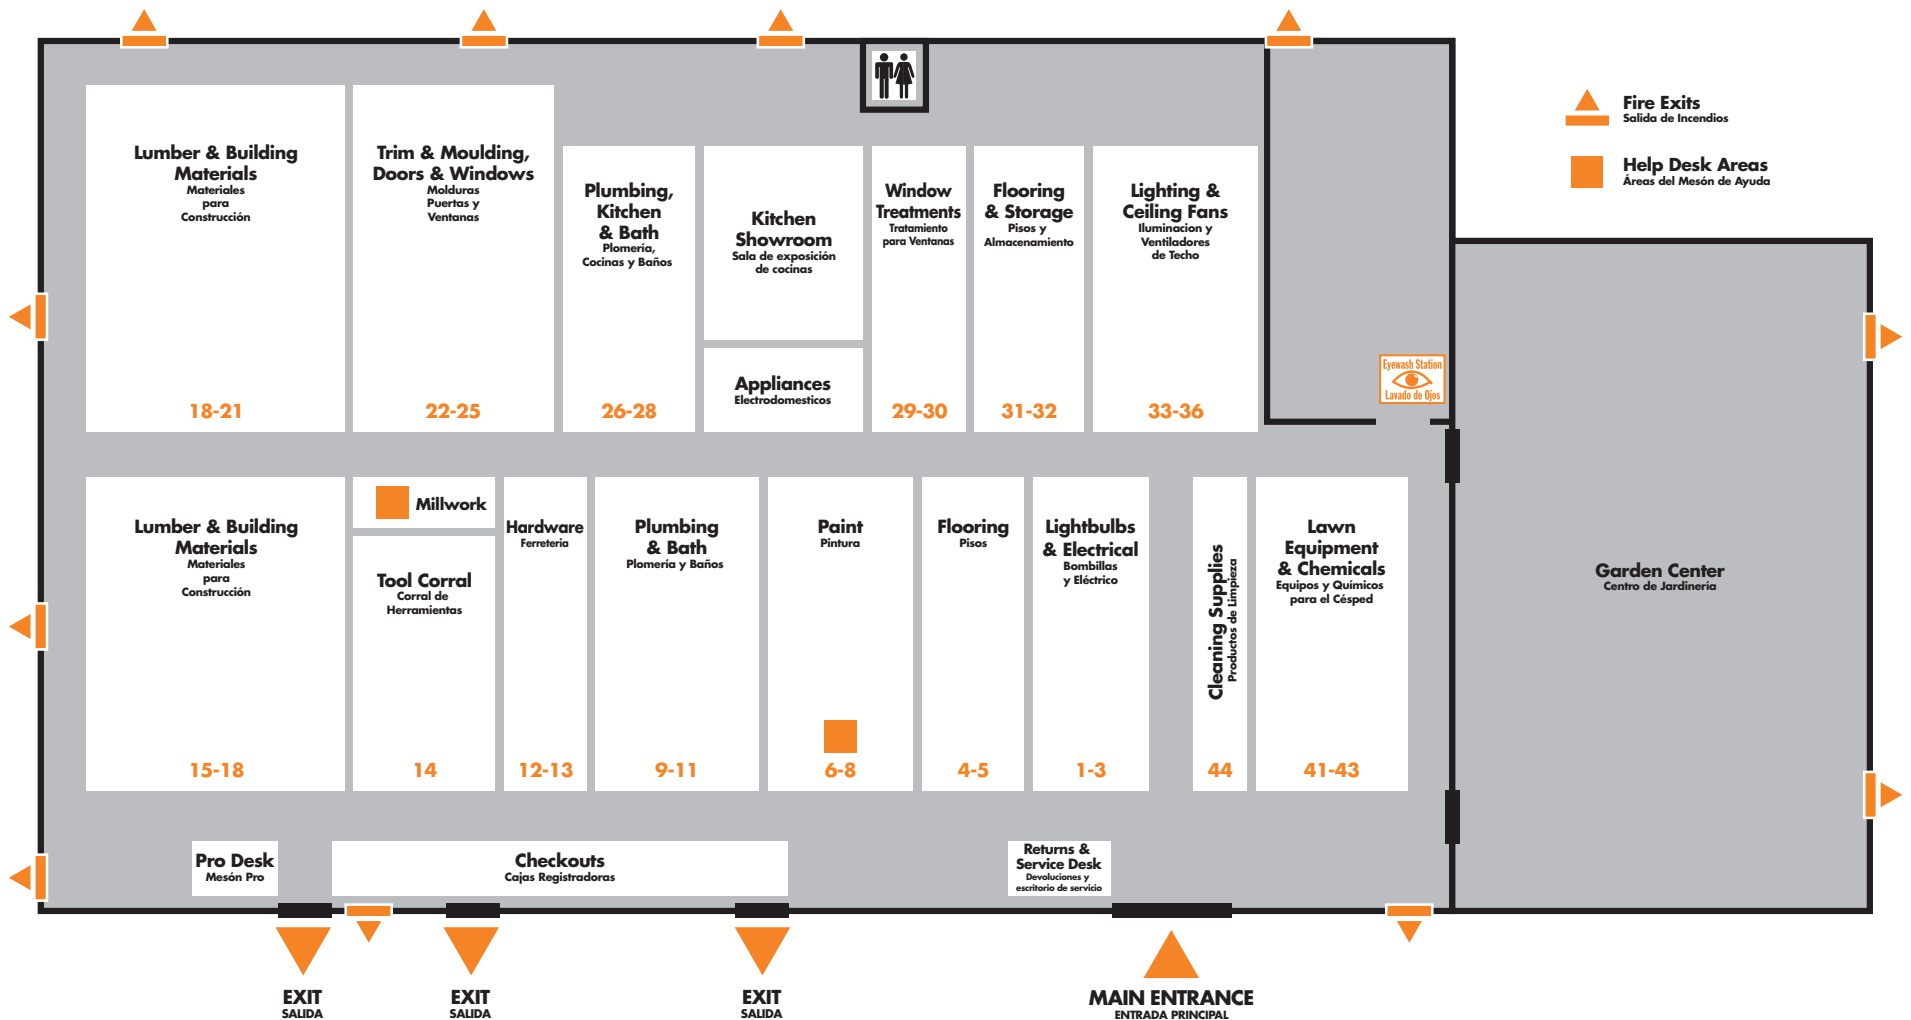 Fire Exits
Salida de Incendios
Help Desk Areas
Áreas del Mesón de Ayuda
Lumber & Building
Materials
Materiales
para
Construcción
18-21
Trim & Moulding,
Doors & Windows
Molduras
Puertas y
Ventanas
22-25
Plumbing,
Kitchen
& Bath
Plomería,
Cocinas y Baños
26-28
Kitchen
Showroom
Sala de exposición
de cocinas
Appliances
Electrodomesticos
Window
Treatments
Tratamiento
para Ventanas
29-30
Flooring
& Storage
Pisos y
Almacenamiento
31-32
Lighting &
Ceiling Fans
Iluminacion y
Ventiladores
de Techo
33-36
Eyewash Station
Lavado de Ojos
Lumber & Building
Materials
Materiales
para
Construcción
15-18
Millwork
Tool Corral
Corral de
Herramientas
14
Hardware
Ferreteria
12-13
Plumbing
& Bath
Plomería y Baños
9-11
Paint
Pintura
6-8
Flooring
Pisos
4-5
Lightbulbs
& Electrical
Bombillas
y Eléctrico
1-3
Cleaning Supplies
Productos de Limpieza
44
Lawn
Equipment
& Chemicals
Equipos y Químicos
para el Césped
41-43
Garden Center
Centro de Jardinería
Pro Desk
Mesón Pro
Checkouts
Cajas Registradoras
Returns &
Service Desk
Devoluciones y
escritorio de servicio
EXIT
SALIDA
EXIT
SALIDA
EXIT
SALIDA
MAIN ENTRANCE
ENTRADA PRINCIPAL